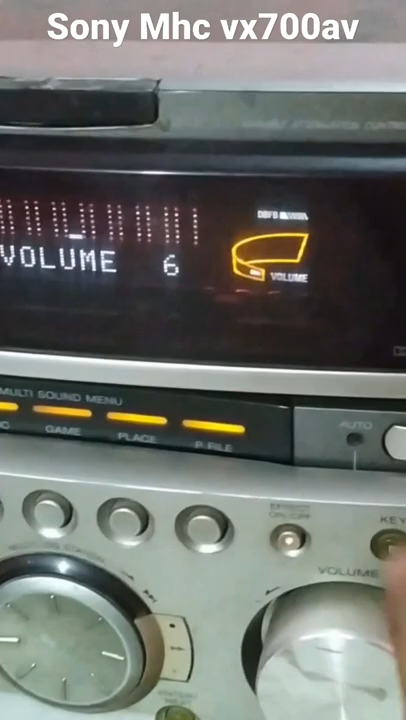 Sony Mhc vx700av
DBFB
VOLUME 6
VOLUME
MULTI SOUND MENU
GAME
PLACE
P FILE
AUTO
EFFECT
ON/OFF
KEY
VOLUME